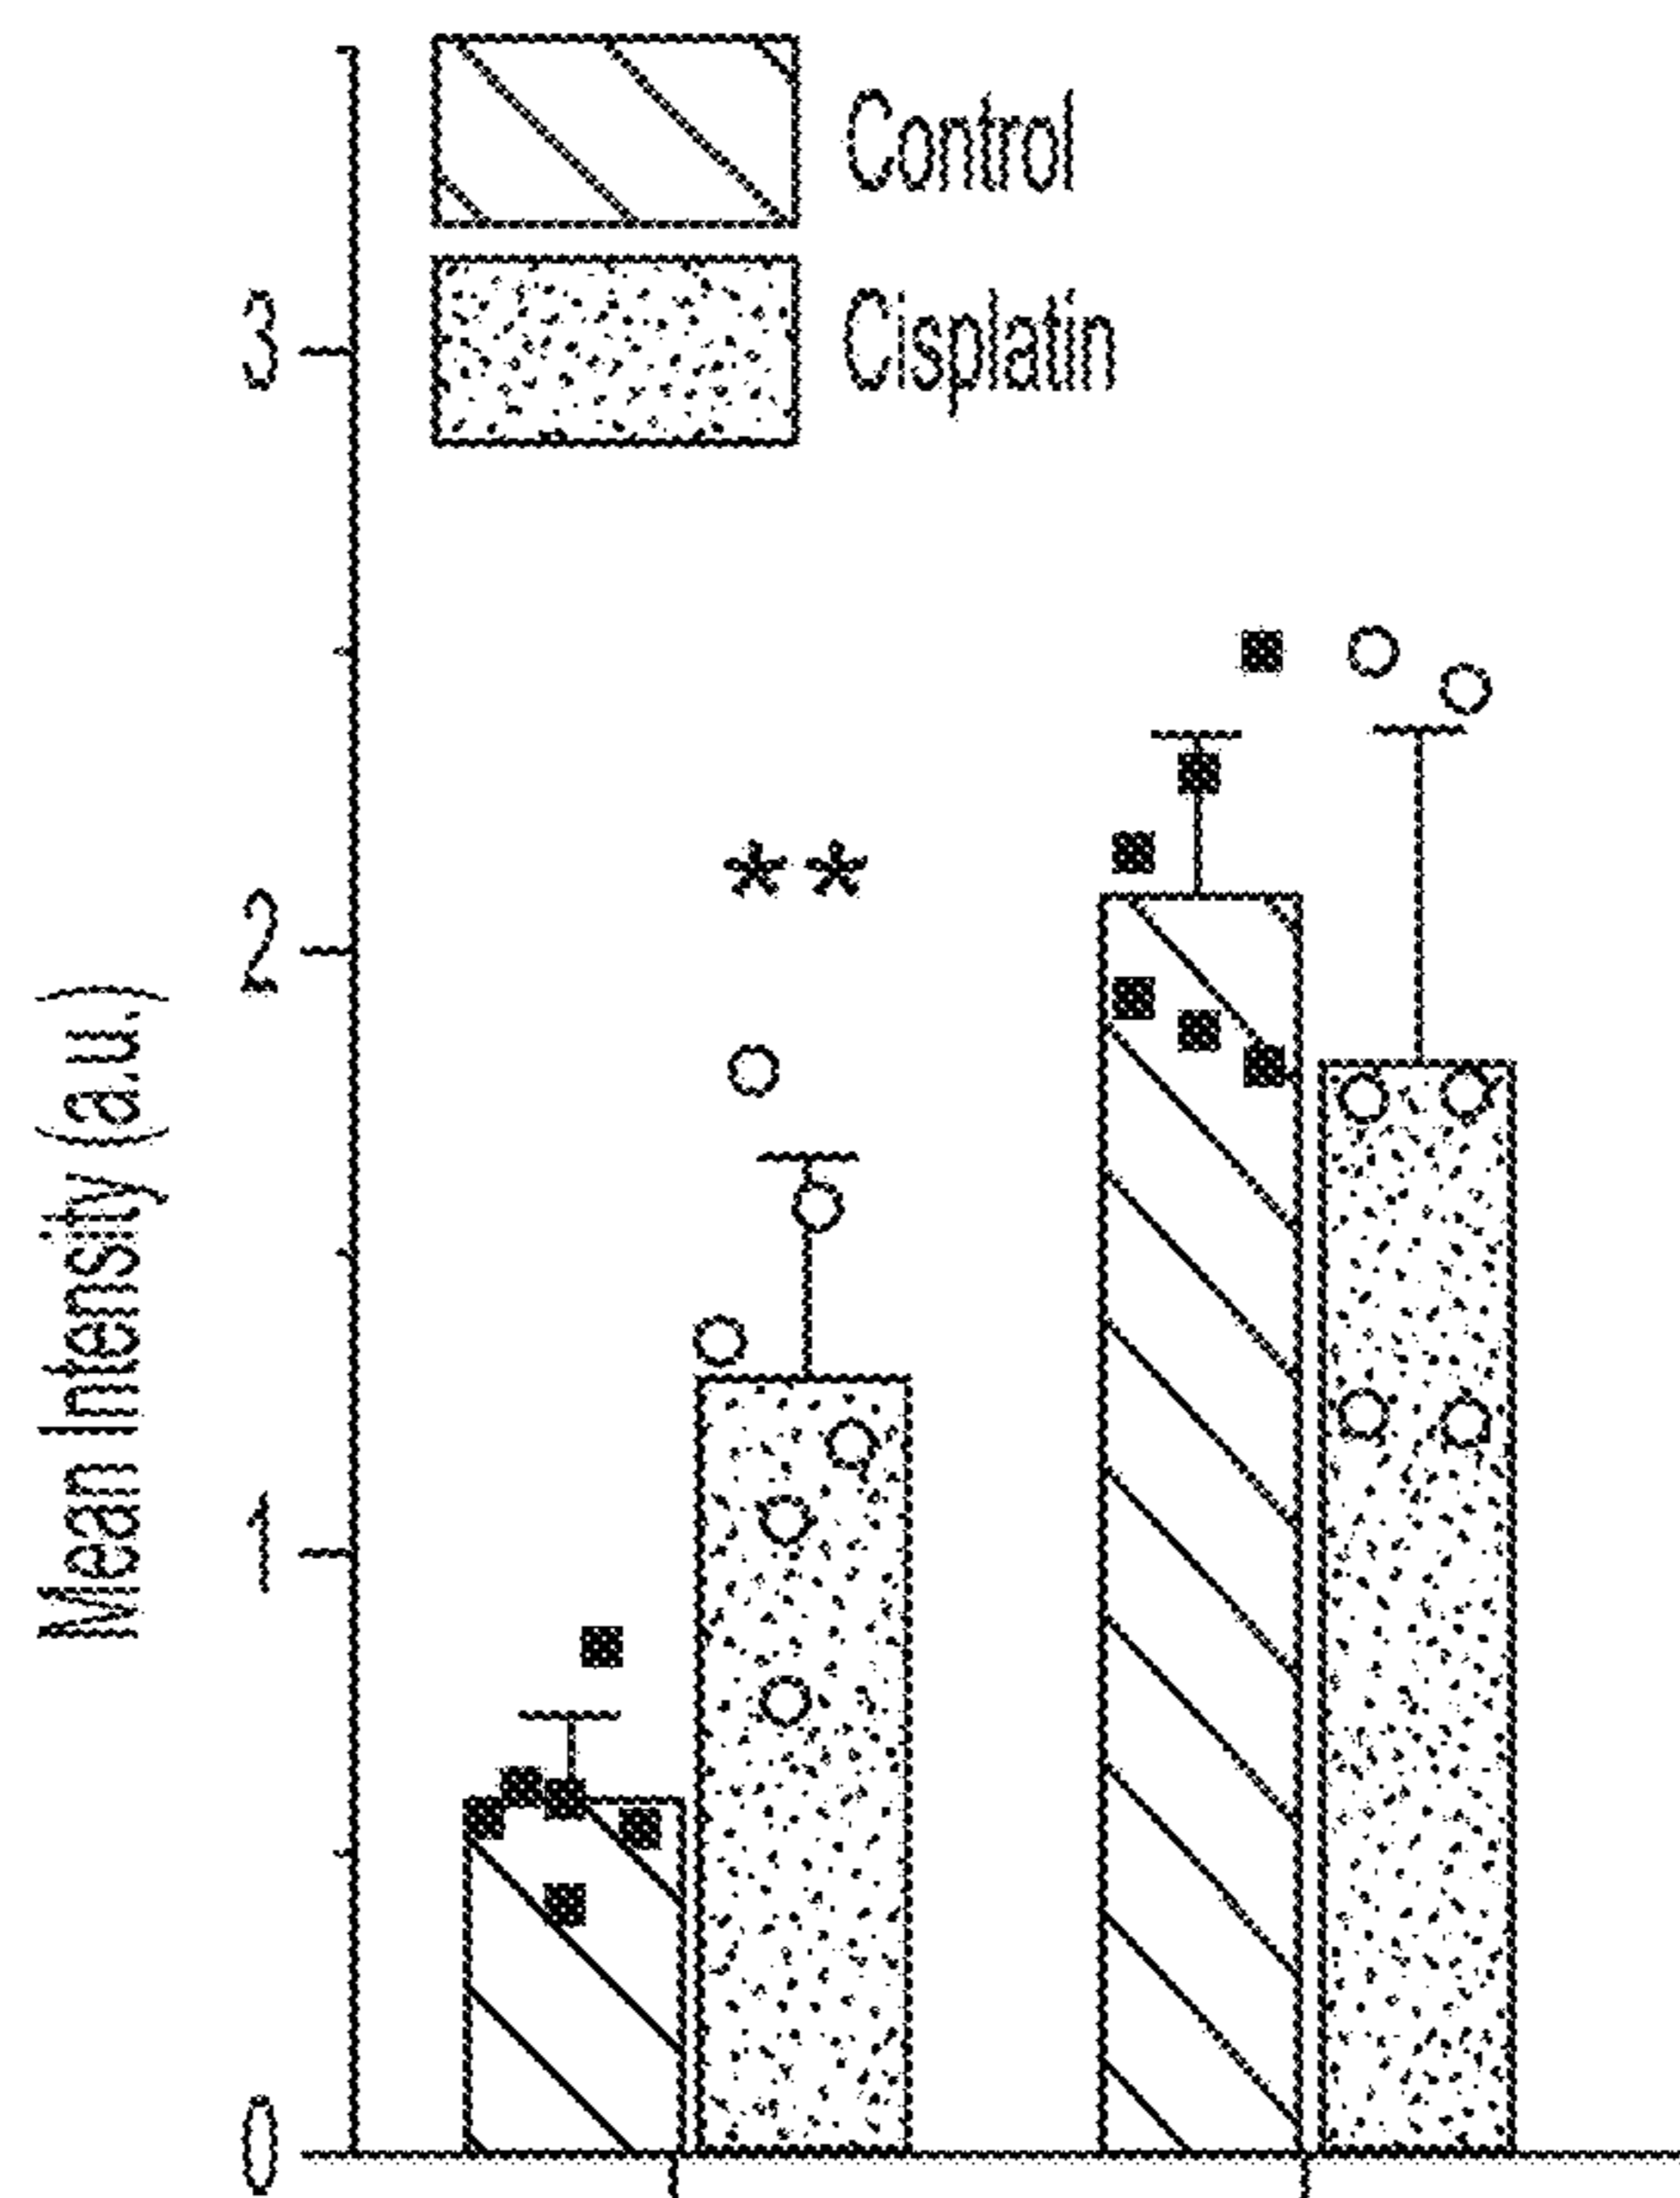 Control
Cisplatin
3
2
1
0
Mean Intensity (a.u.)
**